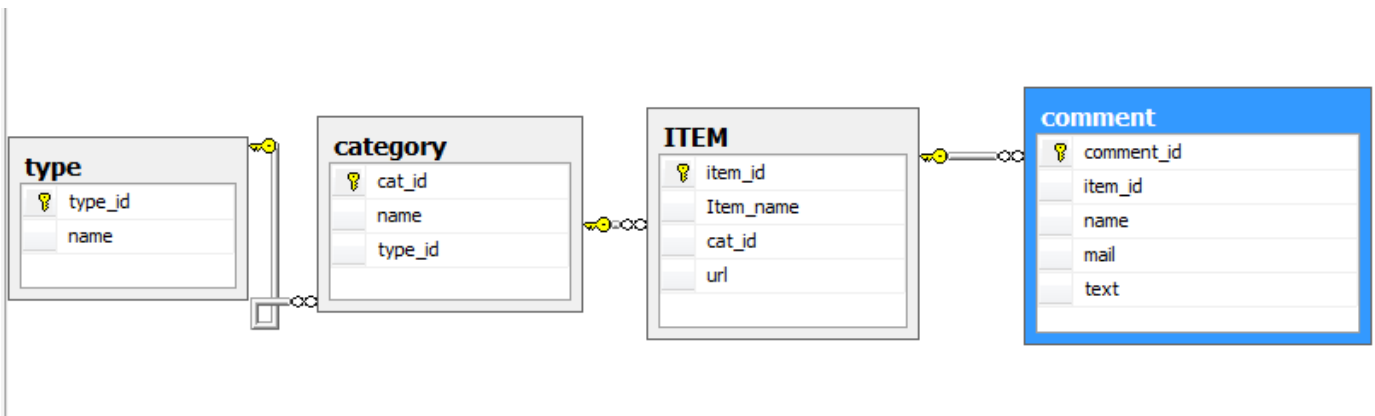 type
type_id
name
category
cat_id
name
type_id
ITEM
item_id
Item_name
cat_id
url
comment
comment_id
item_id
name
mail
text